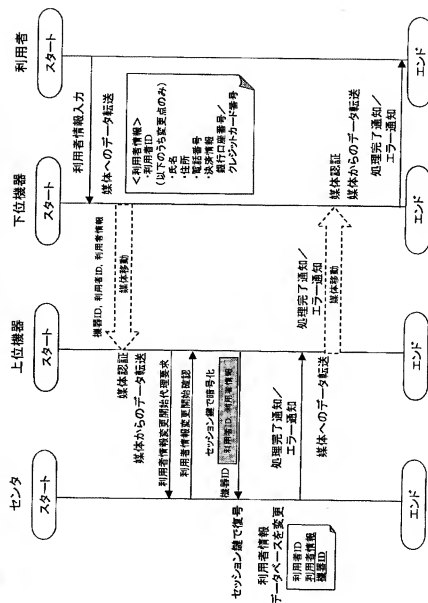 利用者
スタート
利用者情報入力
エンド
下位機器
スタート
媒体へのデータ転送
<利用者情報>
・利用者ID
(以下のうち変更点のみ)
・氏名
・住所
・電話番号
・決済情報
銀行口座番号/
クレジットカード番号
媒体認証
媒体からのデータ転送
処理完了通知/
エラー通知
エンド
機器ID, 利用者ID, 利用者情報
媒体移動
処理完了通知/
エラー通知
媒体移動
上位機器
スタート
媒体認証
媒体からのデータ転送
利用者情報変更開始代理要求
利用者情報変更開始確認
セッション鍵で暗号化
利用者ID, 利用者情報
機器ID
処理完了通知/
エラー通知
媒体へのデータ転送
エンド
センタ
スタート
セッション鍵で復号
利用者情報
データベースを変更
利用者ID
利用者情報
機器ID
エンド